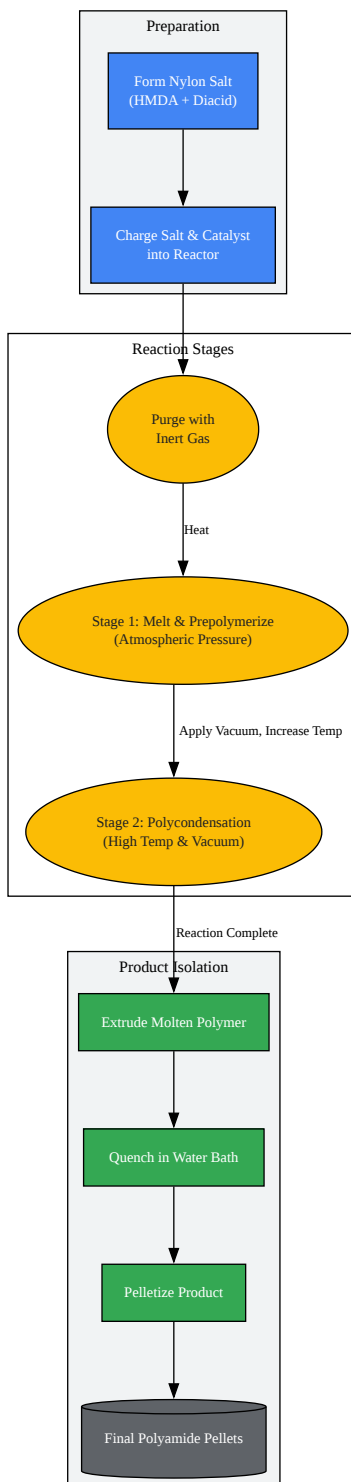 Preparation
Form Nylon Salt
(HMDA + Diacid)
Charge Salt & Catalyst
into Reactor
Reaction Stages
Purge with
Inert Gas
Heat
Stage 1: Melt & Prepolymerize
(Atmospheric Pressure)
Apply Vacuum, Increase Temp
Stage 2: Polycondensation
(High Temp & Vacuum)
Reaction Complete
Product Isolation
Extrude Molten Polymer
Quench in Water Bath
Pelletize Product
Final Polyamide Pellets